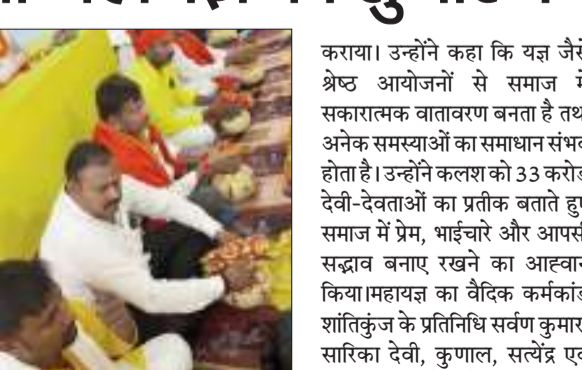 कराया। उन्होंने कहा कि यज्ञ जैसे
श्रेष्ठ आयोजनों से समाज में
सकारात्मक वातावरण बनता है तथा
अनेक समस्याओं का समाधान संभव
होता है। उन्होंने कलश को 33 करोड़
देवी-देवताओं का प्रतीक बताते हुए
समाज में प्रेम, भाईचारे और आपसी
सद्भाव बनाए रखने का आह्वान
किया।महायज्ञ का वैदिक कर्मकांड
शांतिकुंज के प्रतिनिधि सर्वण कुमार,
सारिका देवी, कुणाल, सत्येंद्र एवं